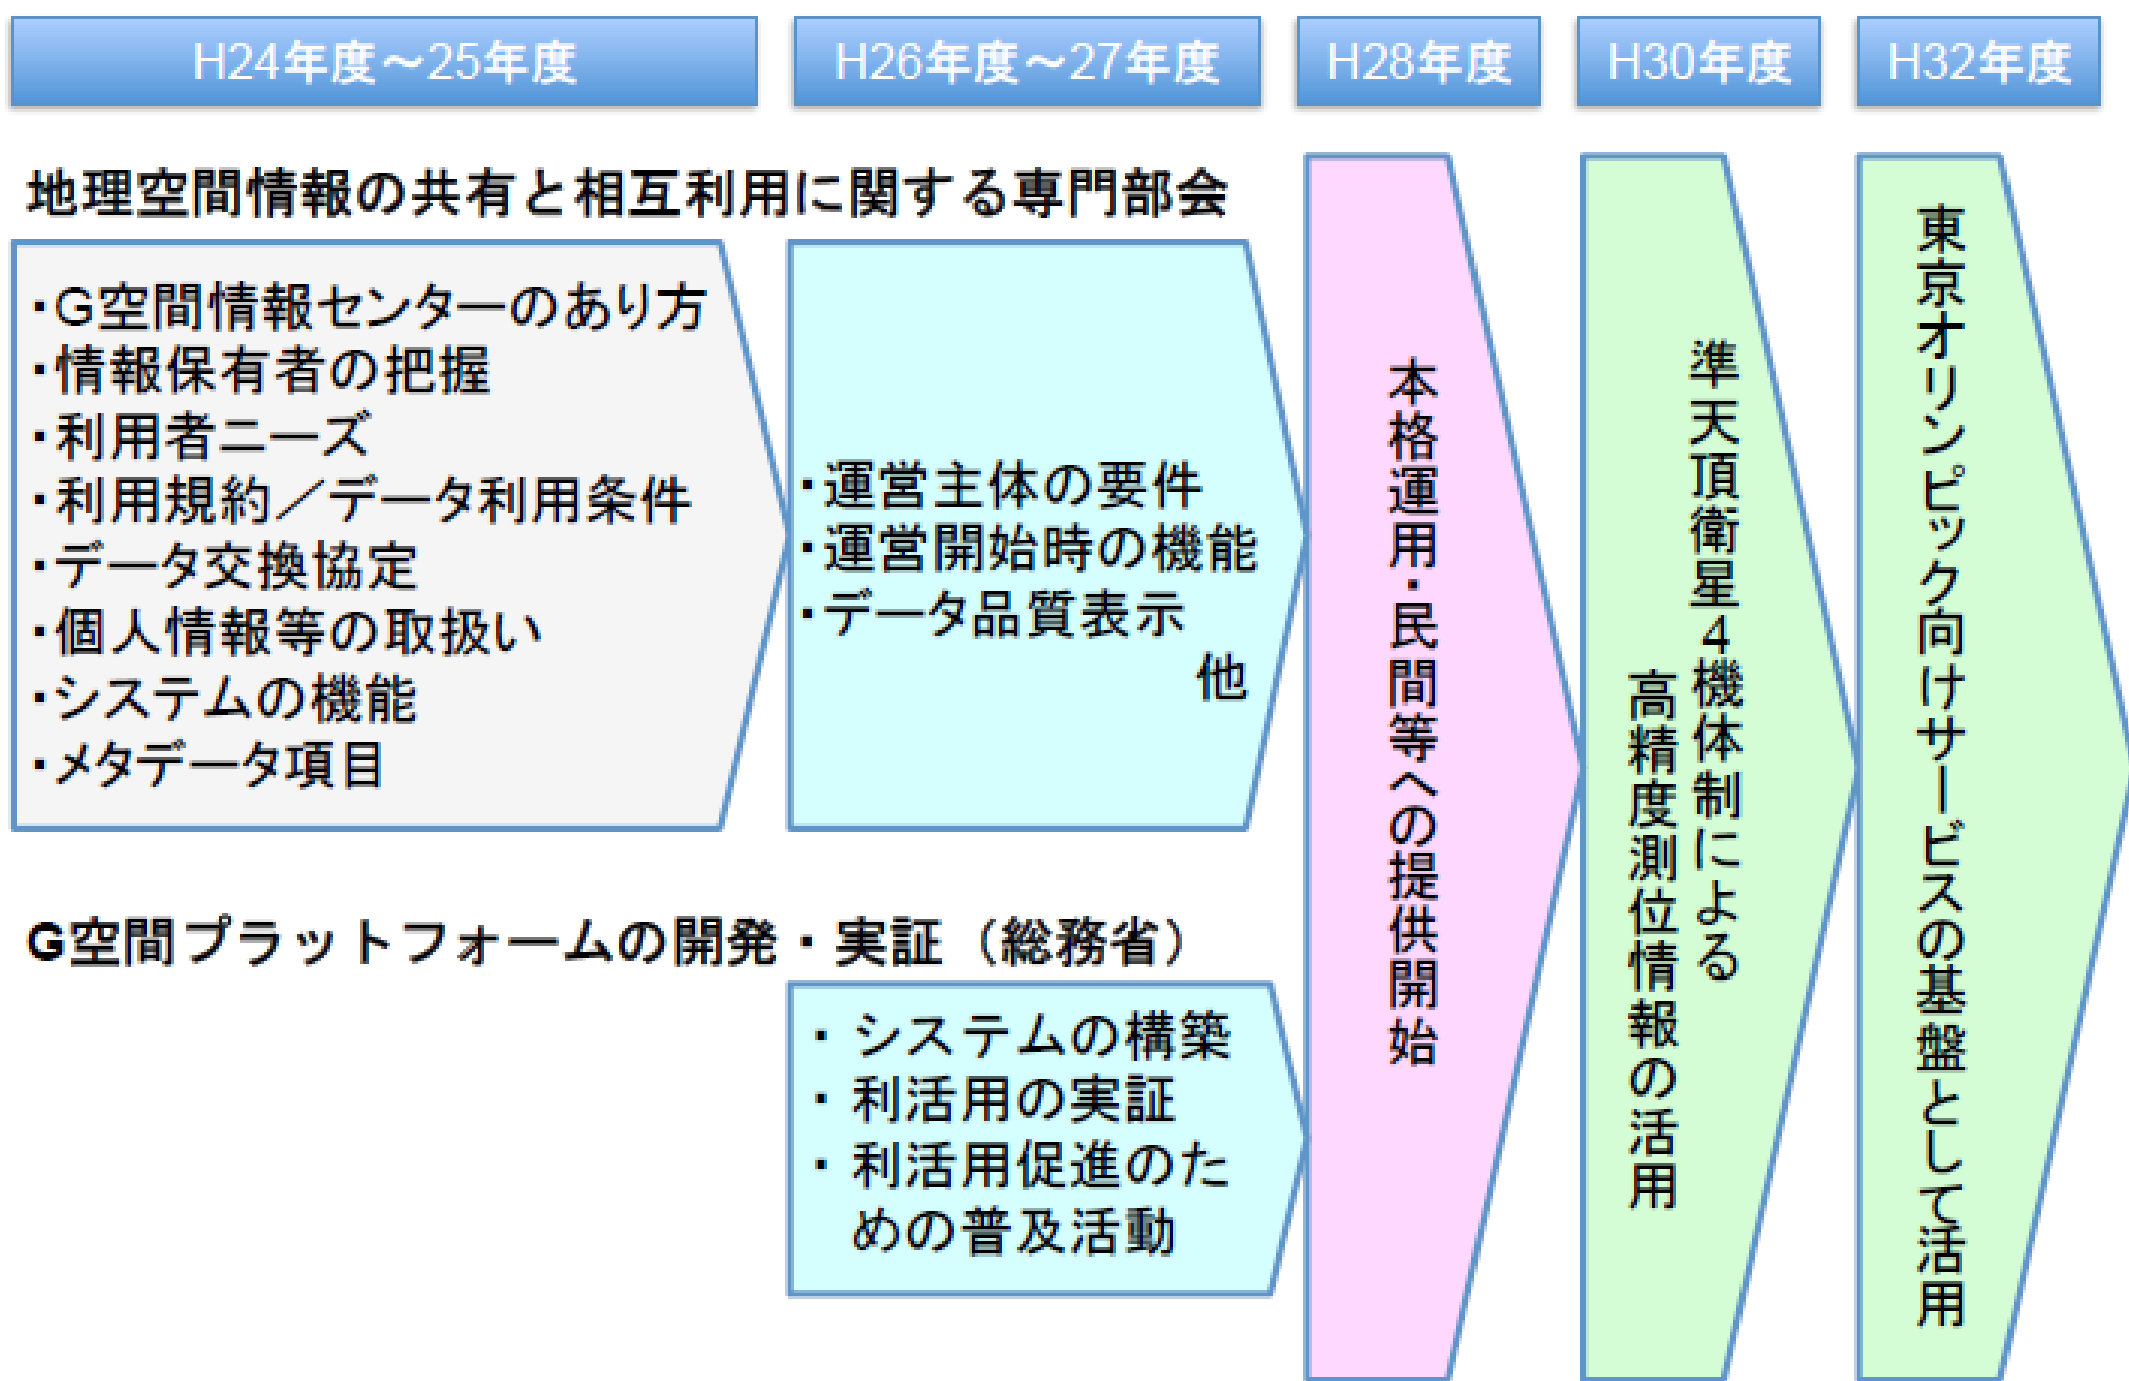 H24年度～25年度
H26年度～27年度
H28年度
H30年度
H32年度
地理空間情報の共有と相互利用に関する専門部会
・G空間情報センターのあり方
・情報保有者の把握
・利用者ニーズ
・利用規約／データ利用条件
・データ交換協定
・個人情報等の取扱い
・システムの機能
・メタデータ項目
・運営主体の要件
・運営開始時の機能
・データ品質表示
他
G空間プラットフォームの開発・実証（総務省）
・ システムの構築
・ 利活用の実証
・ 利活用促進のた
めの普及活動
本格運用・民間等への提供開始
準天頂衛星４機体制による
高精度測位情報の活用
東京オリンピック向けサービスの基盤として活用